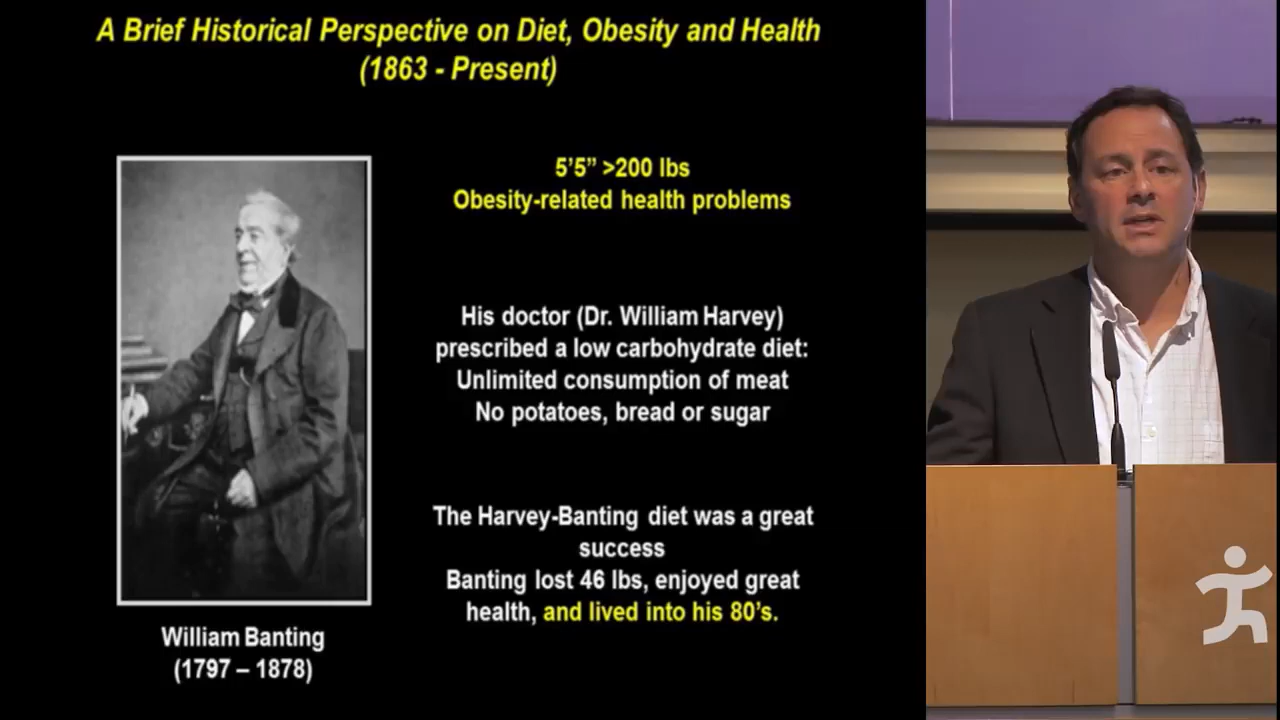 A Brief Historical Perspective on Diet, Obesity and Health
(1863 - Present)
5'5” >200 lbs
Obesity-related health problems
His doctor (Dr. William Harvey)
prescribed a low carbohydrate diet:
Unlimited consumption of meat
No potatoes, bread or sugar
The Harvey-Banting diet was a great
success
Banting lost 46 lbs, enjoyed great
health, and lived into his 80's.
William Banting
(1797 – 1878)